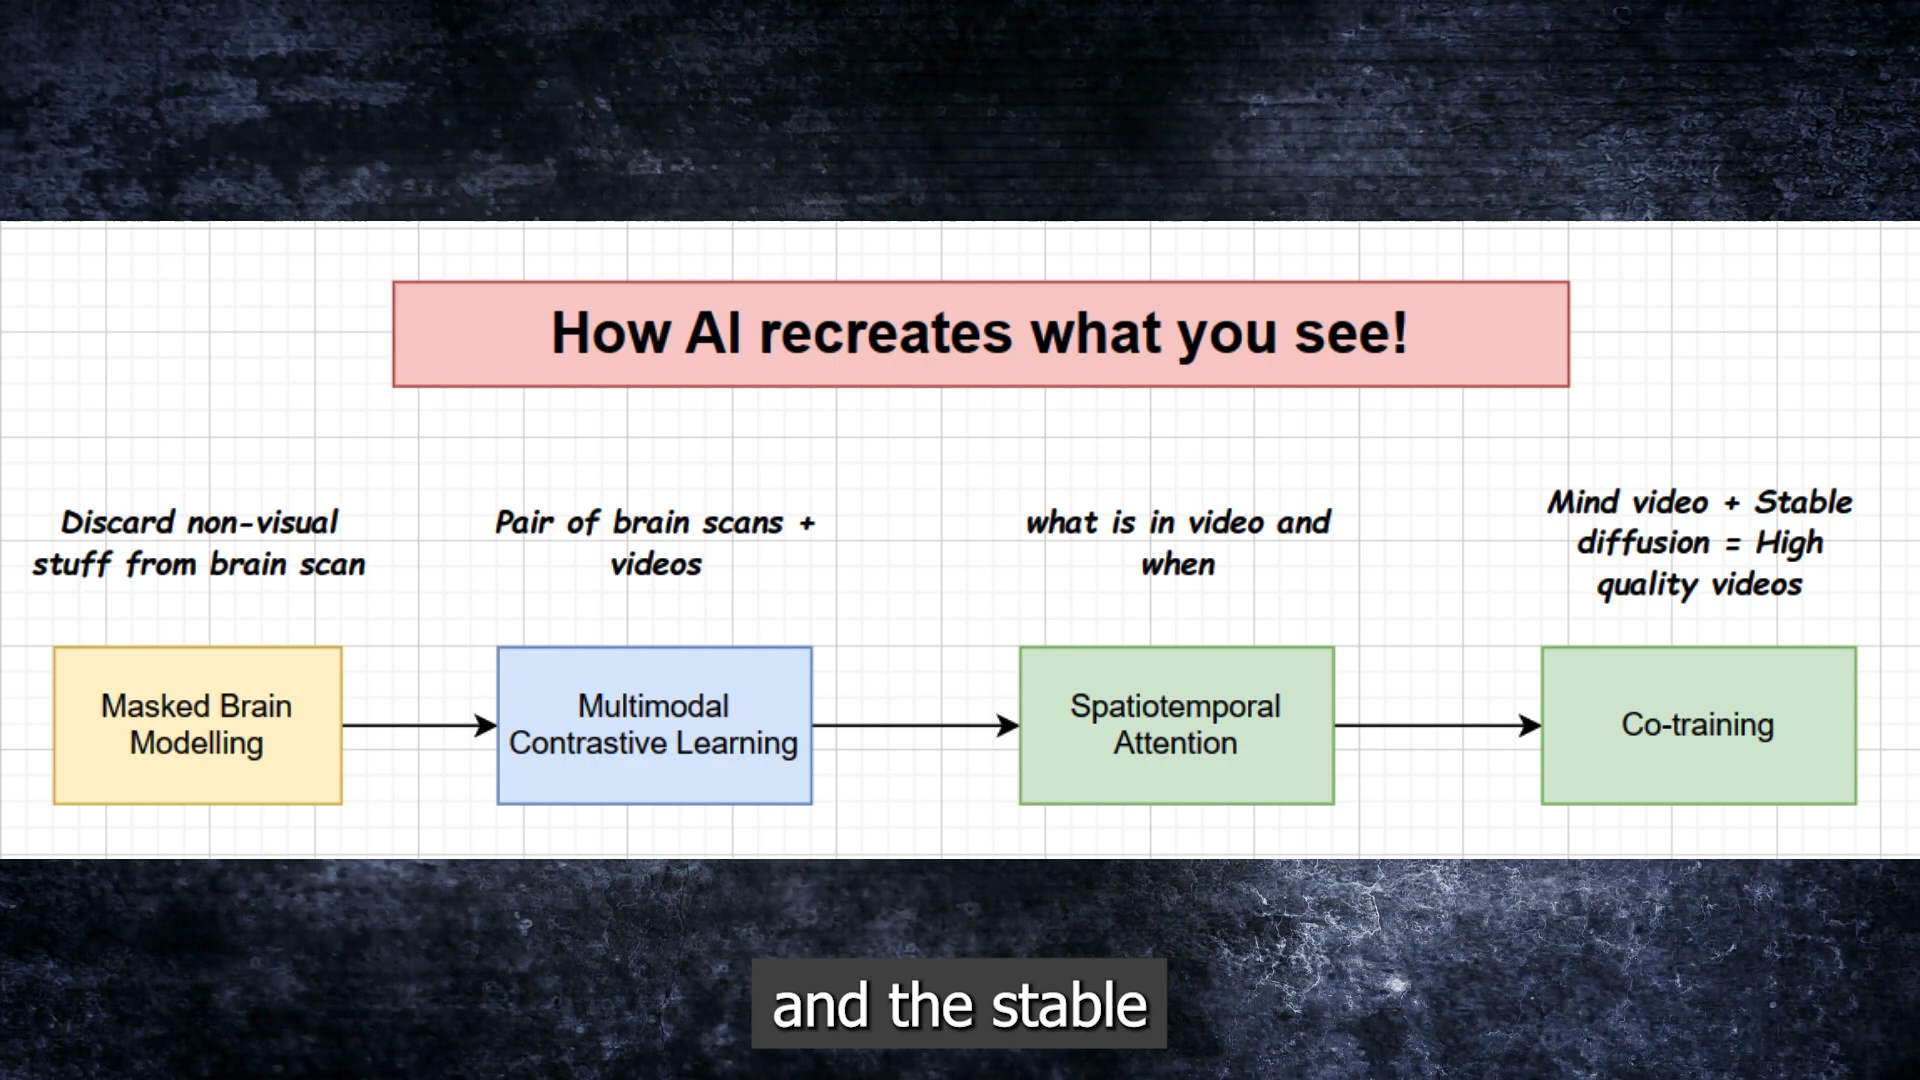 How AI recreates what you see!
Discard non-visual
stuff from brain scan
Pair of brain scans +
videos
what is in video and
when
Mind video + Stable
diffusion = High
quality videos
Masked Brain
Modelling
Multimodal
Contrastive Learning
Spatiotemporal
Attention
Co-training
and the stable